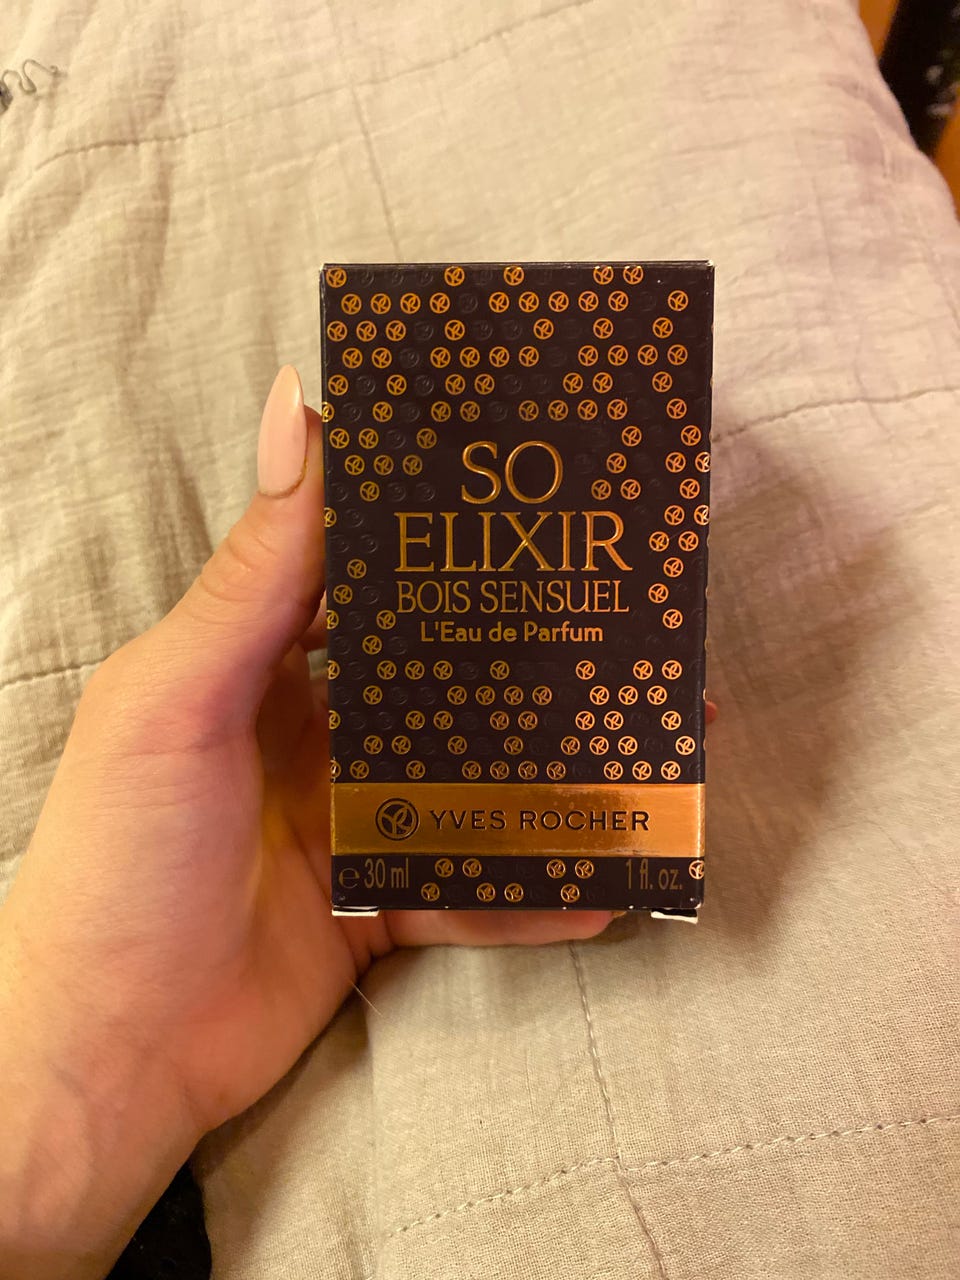 SO
ELIXIR
BOIS SENSUEL
L'Eau de Parfum
YVES ROCHER
℮ 30 ml 1 fl. oz.